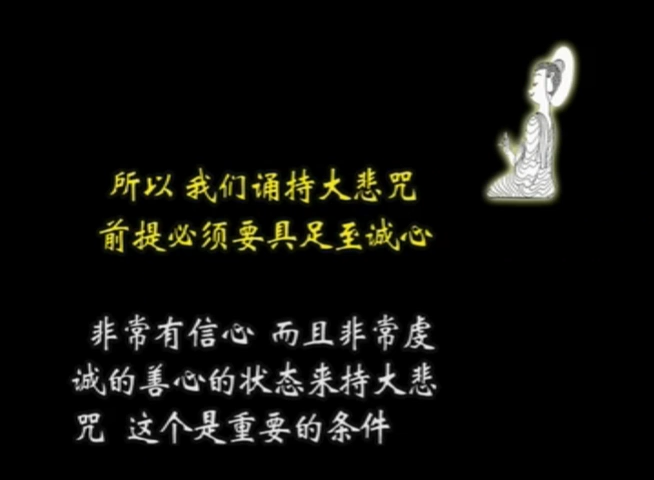 所以 我们诵持大悲咒
前提必须要具足至诚心
非常有信心 而且非常虔
诚的善心的状态来持大悲
咒 这个是重要的条件